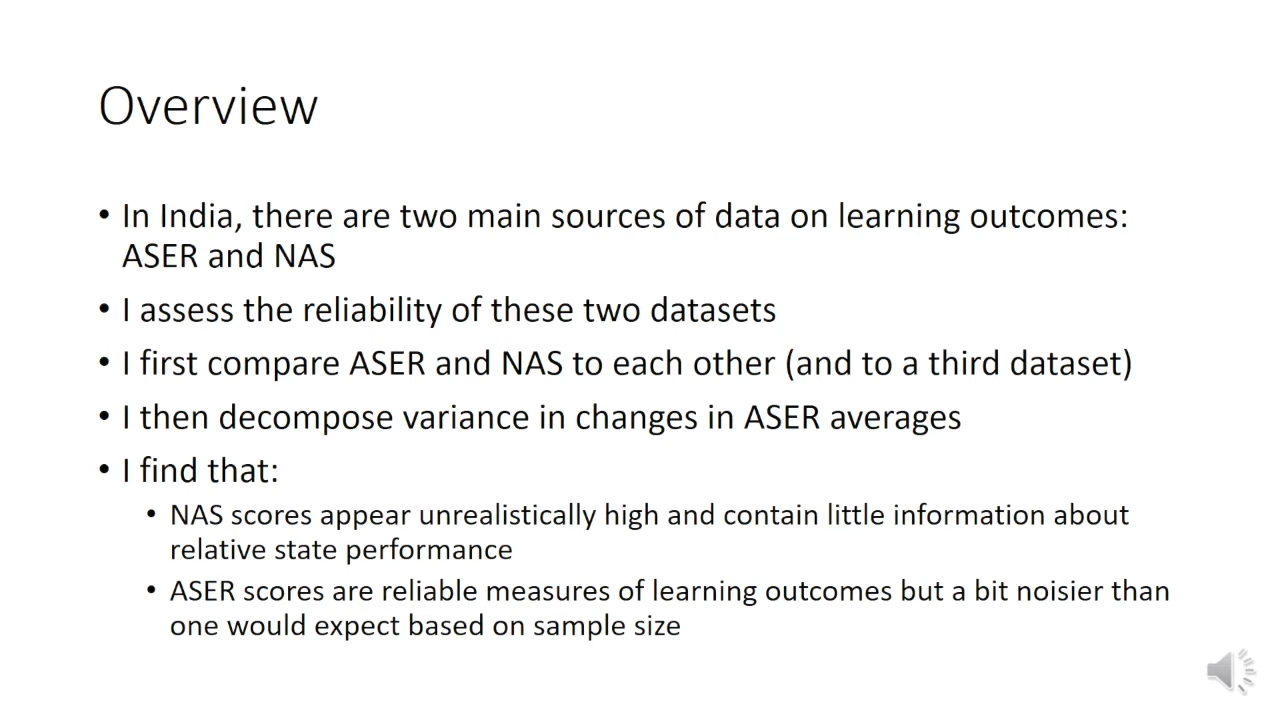 Overview
• In India, there are two main sources of data on learning outcomes:
ASER and NAS
• I assess the reliability of these two datasets
• I first compare ASER and NAS to each other (and to a third dataset)
• I then decompose variance in changes in ASER averages
• I find that:
• NAS scores appear unrealistically high and contain little information about
relative state performance
• ASER scores are reliable measures of learning outcomes but a bit noisier than
one would expect based on sample size